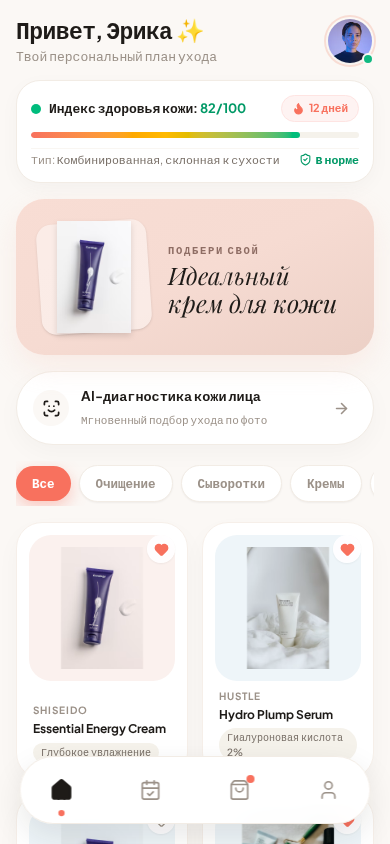 Привет, Эрика ✨
Твой персональный план ухода
Индекс здоровья кожи: 82/100
12 дней
Тип: Комбинированная, склонная к сухости
В норме
ПОДБЕРИ СВОЙ
Идеальный
крем для кожи
AI-диагностика кожи лица
Мгновенный подбор ухода по фото
Все
Очищение
Сыворотки
Кремы
SHISEIDO
Essential Energy Cream
Глубокое увлажнение
HUSTLE
Hydro Plump Serum
Гиалуроновая кислота
2%